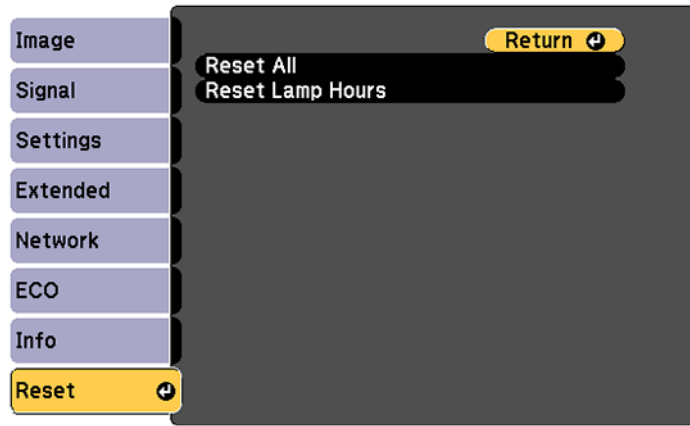 Image
Signal
Settings
Extended
Network
ECO
Info
Reset
Return
Reset All
Reset Lamp Hours